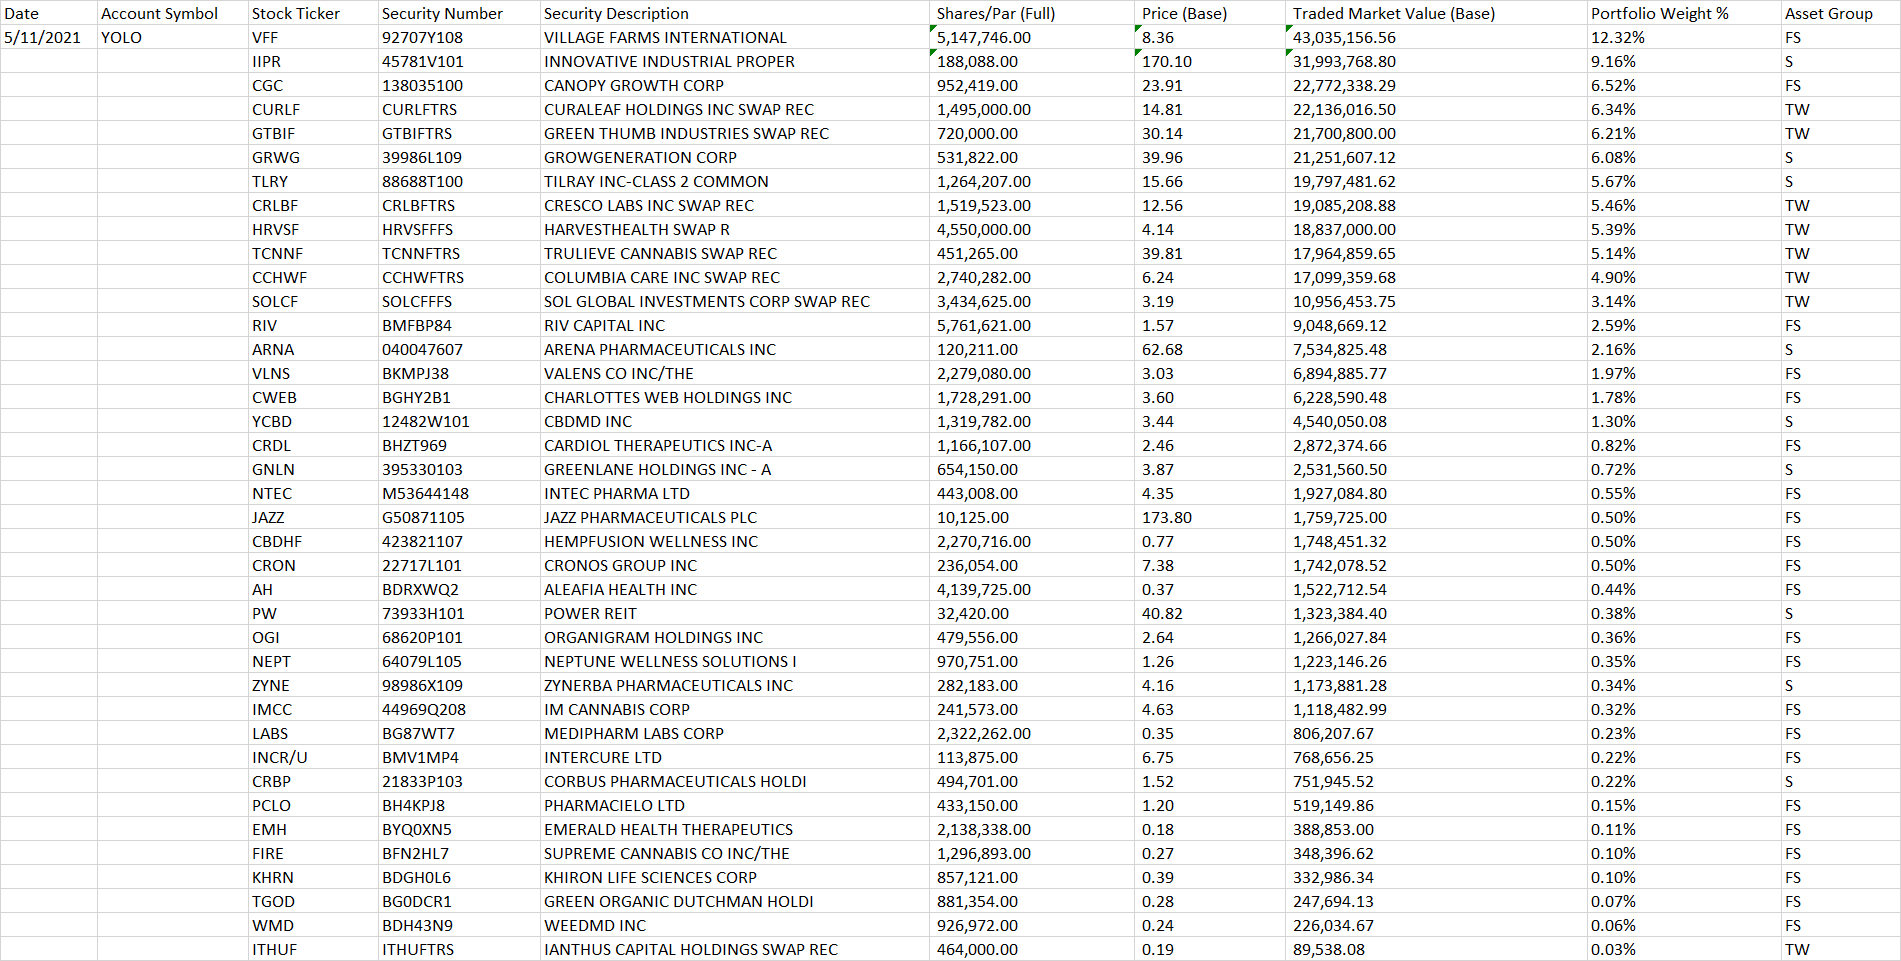 Date Account Symbol Stock Ticker Security Number Security Description Shares/Par (Full) Price (Base) Traded Market Value (Base) Portfolio Weight % Asset Group
5/11/2021 YOLO VFF 92707Y108 VILLAGE FARMS INTERNATIONAL 5,147,746.00 8.36 43,035,156.56 12.32% FS
IIPR 45781V101 INNOVATIVE INDUSTRIAL PROPER 188,088.00 170.10 31,993,768.80 9.16% S
CGC 138035100 CANOPY GROWTH CORP 952,419.00 23.91 22,772,338.29 6.52% FS
CURLF CURLFTRS CURALEAF HOLDINGS INC SWAP REC 1,495,000.00 14.81 22,136,016.50 6.34% TW
GTBIF GTBIFTRS GREEN THUMB INDUSTRIES SWAP REC 720,000.00 30.14 21,700,800.00 6.21% TW
GRWG 39986L109 GROWGENERATION CORP 531,822.00 39.96 21,251,607.12 6.08% S
TLRY 88688T100 TILRAY INC-CLASS 2 COMMON 1,264,207.00 15.66 19,797,481.62 5.67% S
CRLBF CRLBFTRS CRESCO LABS INC SWAP REC 1,519,523.00 12.56 19,085,208.88 5.46% TW
HRVSF HRVSFFFS HARVESTHEALTH SWAP R 4,550,000.00 4.14 18,837,000.00 5.39% TW
TCNNF TCNNFTRS TRULIEVE CANNABIS SWAP REC 451,265.00 39.81 17,964,859.65 5.14% TW
CCHWF CCHWFTRS COLUMBIA CARE INC SWAP REC 2,740,282.00 6.24 17,099,359.68 4.90% TW
SOLCF SOLCFFFS SOL GLOBAL INVESTMENTS CORP SWAP REC 3,434,625.00 3.19 10,956,453.75 3.14% TW
RIV BMFBP84 RIV CAPITAL INC 5,761,621.00 1.57 9,048,669.12 2.59% FS
ARNA 040047607 ARENA PHARMACEUTICALS INC 120,211.00 62.68 7,534,825.48 2.16% S
VLNS BKMPJ38 VALENS CO INC/THE 2,279,080.00 3.03 6,894,885.77 1.97% FS
CWEB BGHY2B1 CHARLOTTES WEB HOLDINGS INC 1,728,291.00 3.60 6,228,590.48 1.78% FS
YCBD 12482W101 CBDMD INC 1,319,782.00 3.44 4,540,050.08 1.30% S
CRDL BHZT969 CARDIOL THERAPEUTICS INC-A 1,166,107.00 2.46 2,872,374.66 0.82% FS
GNLN 395330103 GREENLANE HOLDINGS INC - A 654,150.00 3.87 2,531,560.50 0.72% S
NTEC M53644148 INTEC PHARMA LTD 443,008.00 4.35 1,927,084.80 0.55% FS
JAZZ G50871105 JAZZ PHARMACEUTICALS PLC 10,125.00 173.80 1,759,725.00 0.50% FS
CBDHF 423821107 HEMPFUSION WELLNESS INC 2,270,716.00 0.77 1,748,451.32 0.50% FS
CRON 22717L101 CRONOS GROUP INC 236,054.00 7.38 1,742,078.52 0.50% FS
AH BDRXWQ2 ALEAFIA HEALTH INC 4,139,725.00 0.37 1,522,712.54 0.44% FS
PW 73933H101 POWER REIT 32,420.00 40.82 1,323,384.40 0.38% S
OGI 68620P101 ORGANIGRAM HOLDINGS INC 479,556.00 2.64 1,266,027.84 0.36% FS
NEPT 64079L105 NEPTUNE WELLNESS SOLUTIONS I 970,751.00 1.26 1,223,146.26 0.35% FS
ZYNE 98986X109 ZYNERBA PHARMACEUTICALS INC 282,183.00 4.16 1,173,881.28 0.34% S
IMCC 44969Q208 IM CANNABIS CORP 241,573.00 4.63 1,118,482.99 0.32% FS
LABS BG87WT7 MEDIPHARM LABS CORP 2,322,262.00 0.35 806,207.67 0.23% FS
INCR/U BMV1MP4 INTERCURE LTD 113,875.00 6.75 768,656.25 0.22% FS
CRBP 21833P103 CORBUS PHARMACEUTICALS HOLDI 494,701.00 1.52 751,945.52 0.22% S
PCLO BH4KPJ8 PHARMACIELO LTD 433,150.00 1.20 519,149.86 0.15% FS
EMH BYQ0XN5 EMERALD HEALTH THERAPEUTICS 2,138,338.00 0.18 388,853.00 0.11% FS
FIRE BFN2HL7 SUPREME CANNABIS CO INC/THE 1,296,893.00 0.27 348,396.62 0.10% FS
KHRN BDGH0L6 KHIRON LIFE SCIENCES CORP 857,121.00 0.39 332,986.34 0.10% FS
TGOD BG0DCR1 GREEN ORGANIC DUTCHMAN HOLDI 881,354.00 0.28 247,694.13 0.07% FS
WMD BDH43N9 WEEDMD INC 926,972.00 0.24 226,034.67 0.06% FS
ITHUF ITHUFTRS IANTHUS CAPITAL HOLDINGS SWAP REC 464,000.00 0.19 89,538.08 0.03% TW